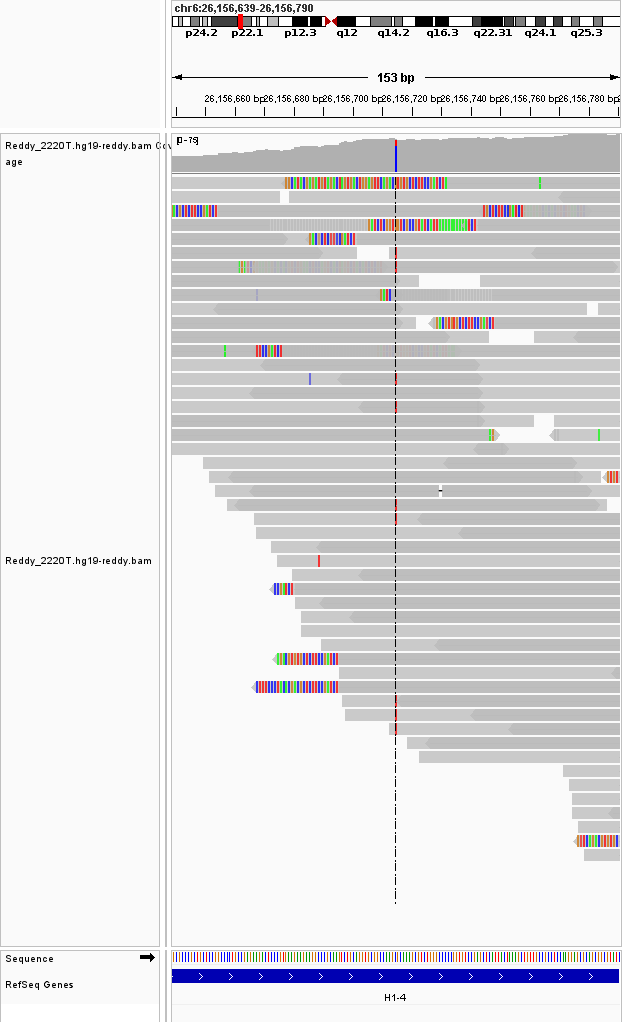 chr6:26,156,639-26,156,790
p24.2 p22.1 p12.3 q12 q14.2 q16.3 q22.31 q24.1 q25.3
153 bp
26,156,660 bp 26,156,680 bp 26,156,700 bp 26,156,720 bp 26,156,740 bp 26,156,760 bp 26,156,780 bp
Reddy_2220T.hg19-reddy.bam Cov
age
[0-79]
Reddy_2220T.hg19-reddy.bam
Sequence
RefSeq Genes
H1-4